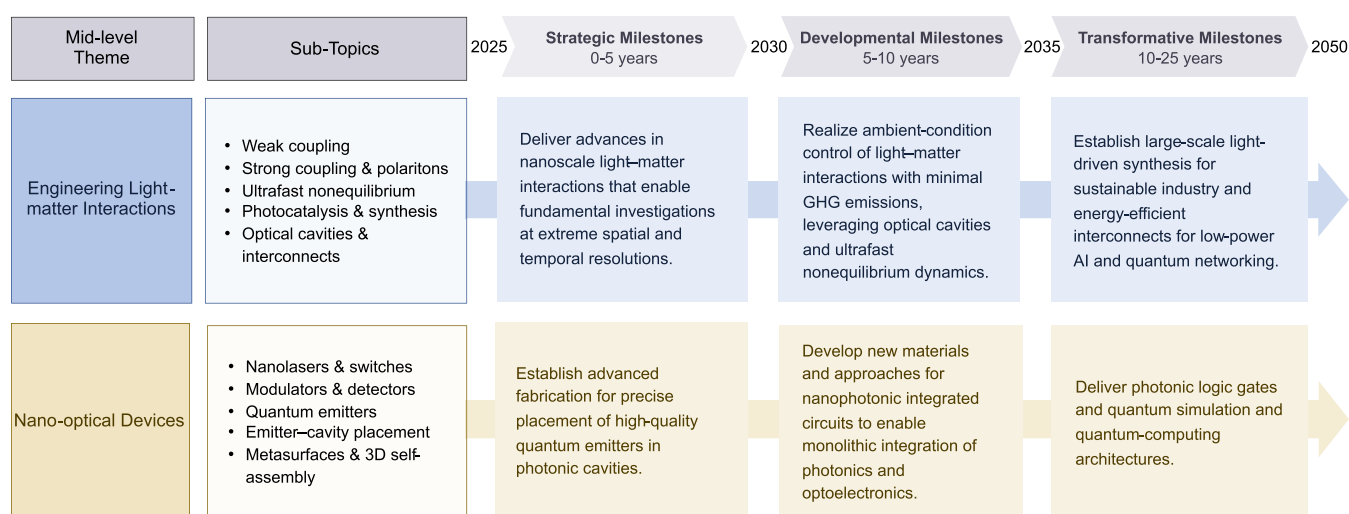 Mid-level
Theme
Sub-Topics
2025
Strategic Milestones
0-5 years
2030
Developmental Milestones
5-10 years
2035
Transformative Milestones
10-25 years
2050
Engineering Light-
matter Interactions
• Weak coupling
• Strong coupling & polaritons
• Ultrafast nonequilibrium
• Photocatalysis & synthesis
• Optical cavities &
interconnects
Deliver advances in
nanoscale light–matter
interactions that enable
fundamental investigations
at extreme spatial and
temporal resolutions.
Realize ambient-condition
control of light–matter
interactions with minimal
GHG emissions,
leveraging optical cavities
and ultrafast
nonequilibrium dynamics.
Establish large-scale light-
driven synthesis for
sustainable industry and
energy-efficient
interconnects for low-power
AI and quantum networking.
Nano-optical Devices
• Nanolasers & switches
• Modulators & detectors
• Quantum emitters
• Emitter–cavity placement
• Metasurfaces & 3D self-
assembly
Establish advanced
fabrication for precise
placement of high-quality
quantum emitters in
photonic cavities.
Develop new materials
and approaches for
nanophotonic integrated
circuits to enable
monolithic integration of
photonics and
optoelectronics.
Deliver photonic logic gates
and quantum simulation and
quantum-computing
architectures.